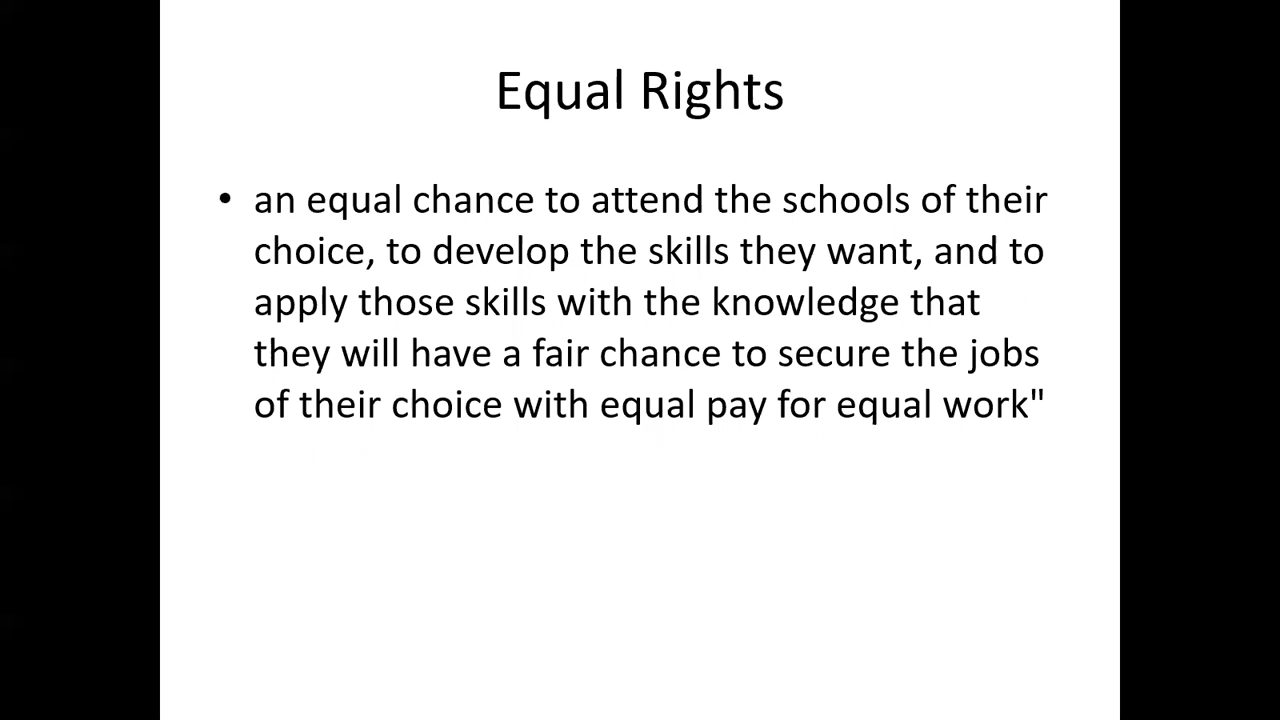 Equal Rights
• an equal chance to attend the schools of their
choice, to develop the skills they want, and to
apply those skills with the knowledge that
they will have a fair chance to secure the jobs
of their choice with equal pay for equal work"